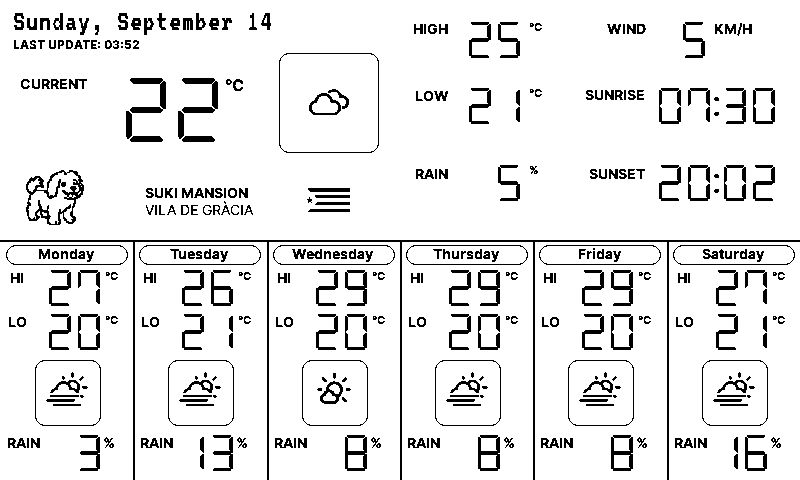 Sunday, September 14
LAST UPDATE: 03:52
CURRENT 22 °C
SUKI MANSION
VILA DE GRÀCIA
HIGH 25 °C
LOW 21 °C
RAIN 5 %
WIND 5 KM/H
SUNRISE 07:30
SUNSET 20:02
Monday
HI 27 °C
LO 20 °C
RAIN 3 %
Tuesday
HI 26 °C
LO 21 °C
RAIN 13 %
Wednesday
HI 29 °C
LO 20 °C
RAIN 8 %
Thursday
HI 29 °C
LO 20 °C
RAIN 8 %
Friday
HI 29 °C
LO 20 °C
RAIN 8 %
Saturday
HI 27 °C
LO 21 °C
RAIN 16 %